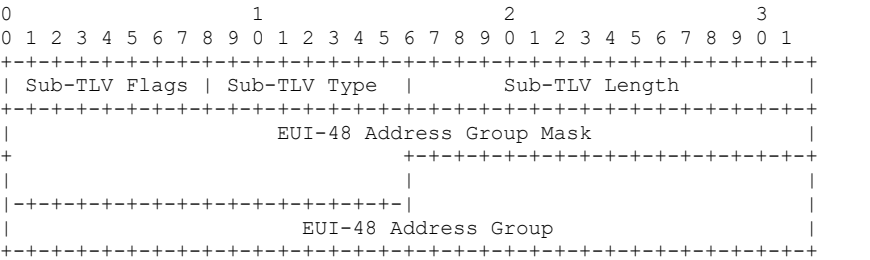 0                   1                   2                   3
0 1 2 3 4 5 6 7 8 9 0 1 2 3 4 5 6 7 8 9 0 1 2 3 4 5 6 7 8 9 0 1
+-+-+-+-+-+-+-+-+-+-+-+-+-+-+-+-+-+-+-+-+-+-+-+-+-+-+-+-+-+-+-+-+
| Sub-TLV Flags | Sub-TLV Type  |       Sub-TLV Length          |
+-+-+-+-+-+-+-+-+-+-+-+-+-+-+-+-+-+-+-+-+-+-+-+-+-+-+-+-+-+-+-+-+
|                     EUI-48 Address Group Mask                 |
+                               +-+-+-+-+-+-+-+-+-+-+-+-+-+-+-+-+
|                               |                               |
|-+-+-+-+-+-+-+-+-+-+-+-+-+-+-+-|                               |
|                       EUI-48 Address Group                    |
+-+-+-+-+-+-+-+-+-+-+-+-+-+-+-+-+-+-+-+-+-+-+-+-+-+-+-+-+-+-+-+-+